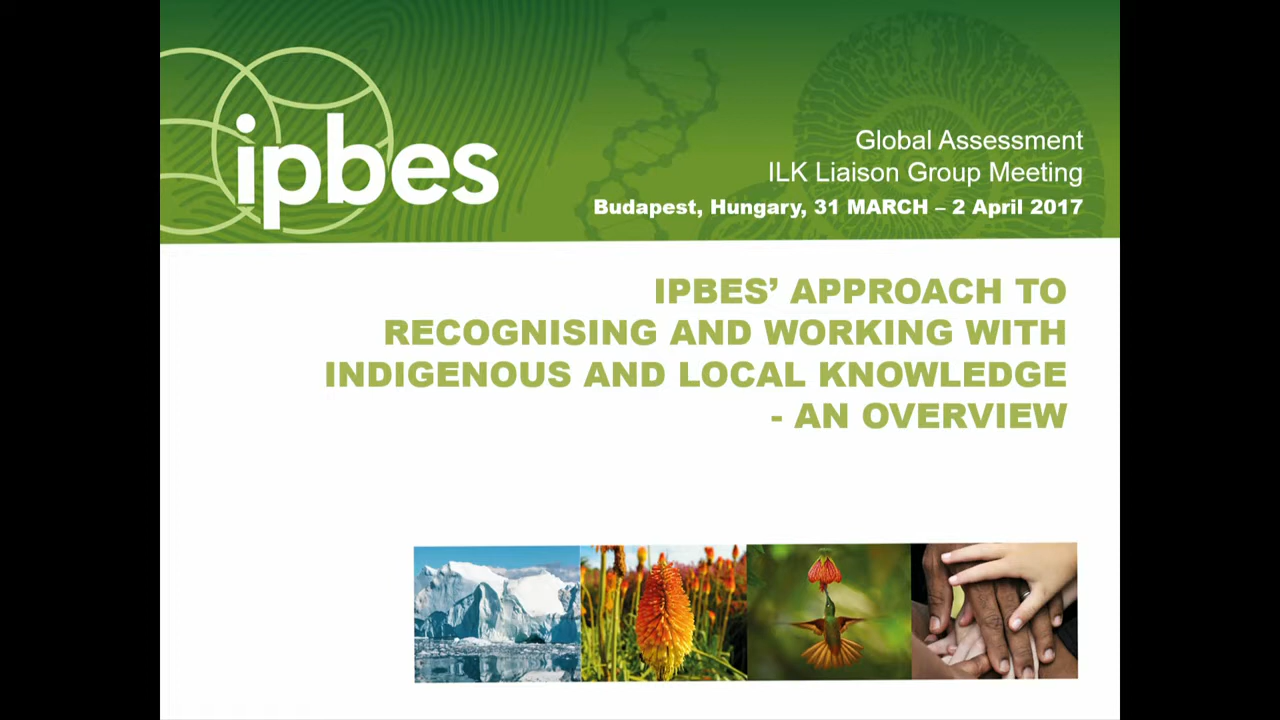 ipbes
Global Assessment
ILK Liaison Group Meeting
Budapest, Hungary, 31 MARCH – 2 April 2017
IPBES’ APPROACH TO
RECOGNISING AND WORKING WITH
INDIGENOUS AND LOCAL KNOWLEDGE
- AN OVERVIEW